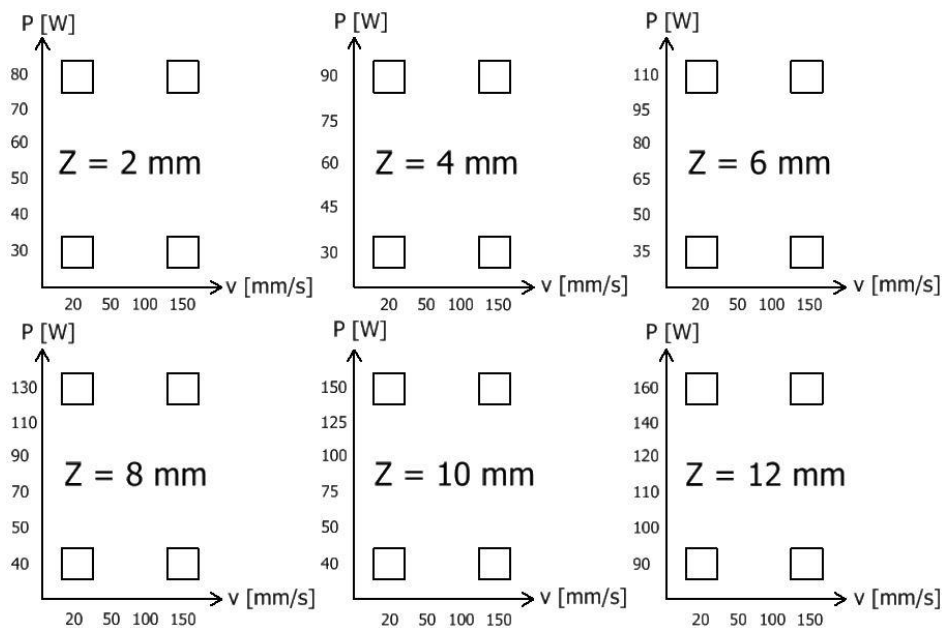 P [W]
80
70
60
50
40
30
Z = 2 mm
20 50 100 150
v [mm/s]
P [W]
90
75
60
45
30
Z = 4 mm
20 50 100 150
v [mm/s]
P [W]
110
95
80
65
50
35
Z = 6 mm
20 50 100 150
v [mm/s]
P [W]
130
110
90
70
50
40
Z = 8 mm
20 50 100 150
v [mm/s]
P [W]
150
125
100
75
50
40
Z = 10 mm
20 50 100 150
v [mm/s]
P [W]
160
140
120
110
100
90
Z = 12 mm
20 50 100 150
v [mm/s]